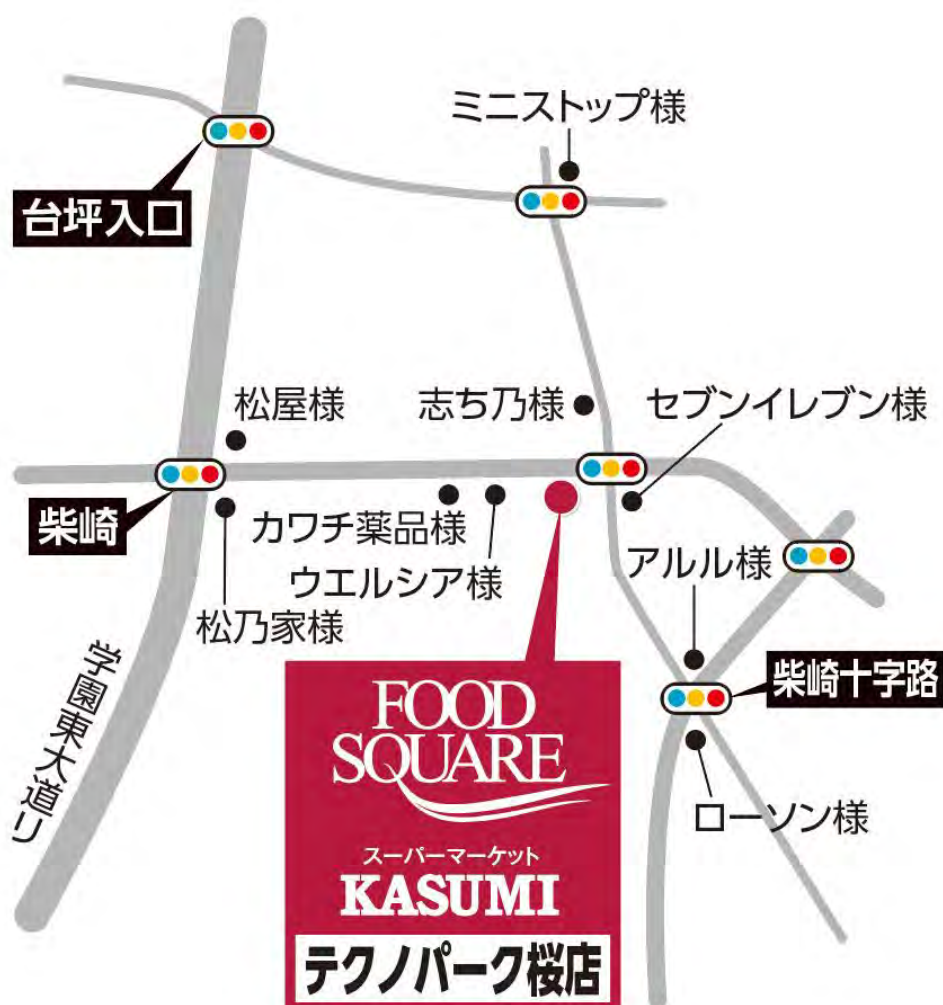 ミニストップ様
台坪入口
松屋様
志ち乃様
セブンイレブン様
柴崎
カワチ薬品様
ウエルシア様
アルル様
松乃家様
学園東大通り
柴崎十字路
ローソン様
FOOD
SQUARE
スーパーマーケット
KASUMI
テクノパーク桜店